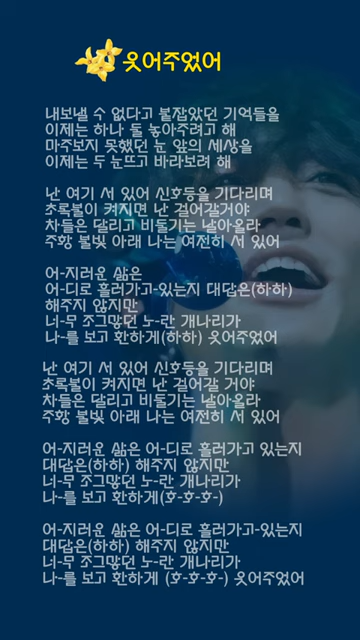 웃어주었어
내보낼 수 없다고 붙잡았던 기억들을
이제는 하나 둘 놓아주려고 해
마주보지 못했던 눈 앞의 세상을
이제는 두 눈뜨고 바라보려 해
난 여기 서 있어 신호등을 기다리며
초록불이 켜지면 난 걸어갈거야
차들은 달리고 비둘기는 날아올라
주황 불빛 아래 나는 여전히 서 있어
어-지러운 삶은
어-디로 흘러가고-있는지 대답은(하하)
해주지 않지만
너-무 조그맣던 노-란 개나리가
나-를 보고 환하게(하하) 웃어주었어
난 여기 서 있어 신호등을 기다리며
초록불이 켜지면 난 걸어갈 거야
차들은 달리고 비둘기는 날아올라
주황 불빛 아래 나는 여전히 서 있어
어-지러운 삶은 어-디로 흘러가고 있는지
대답은(하하) 해주지 않지만
너-무 조그맣던 노-란 개나리가
나-를 보고 환하게(호-호-호-)
어-지러운 삶은 어-디로 흘러가고-있는지
대답은(하하) 해주지 않지만
너-무 조그맣던 노-란 개나리가
나-를 보고 환하게 (호-호-호-) 웃어주었어